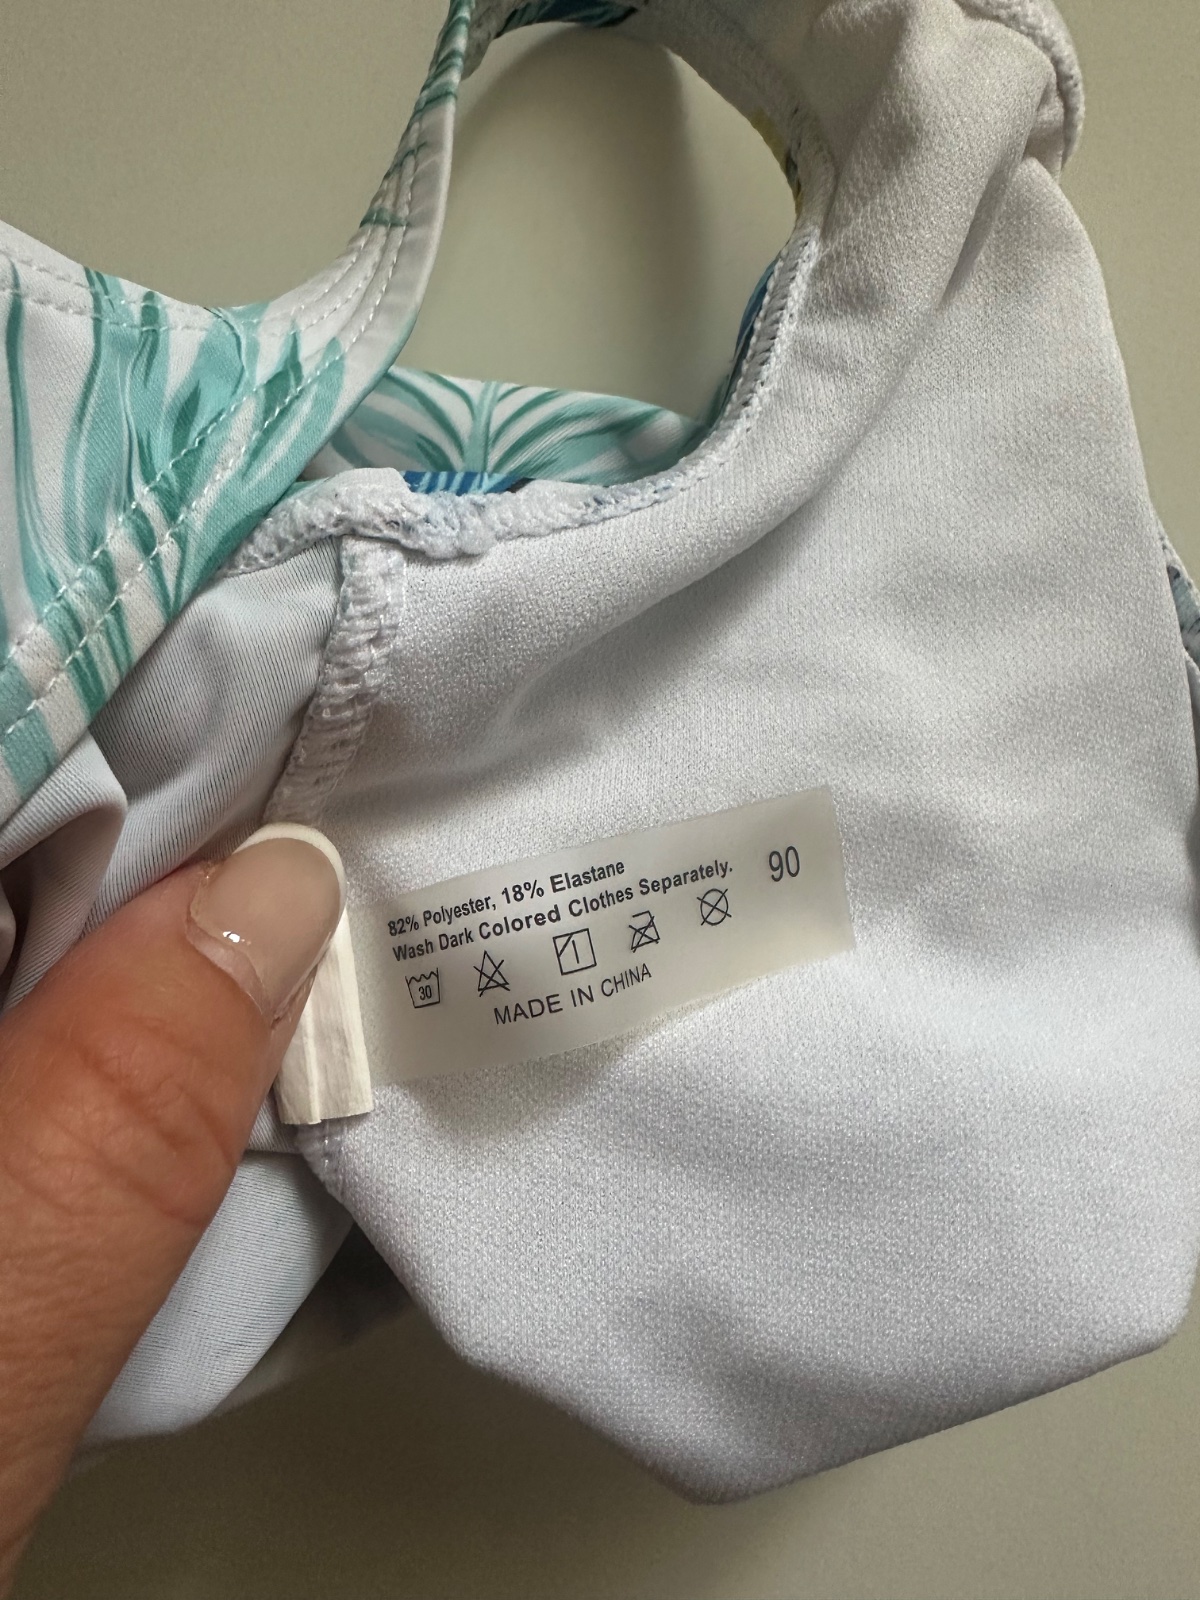 82% Polyester, 18% Elastane
Wash Dark Colored Clothes Separately.
90
30
MADE IN CHINA